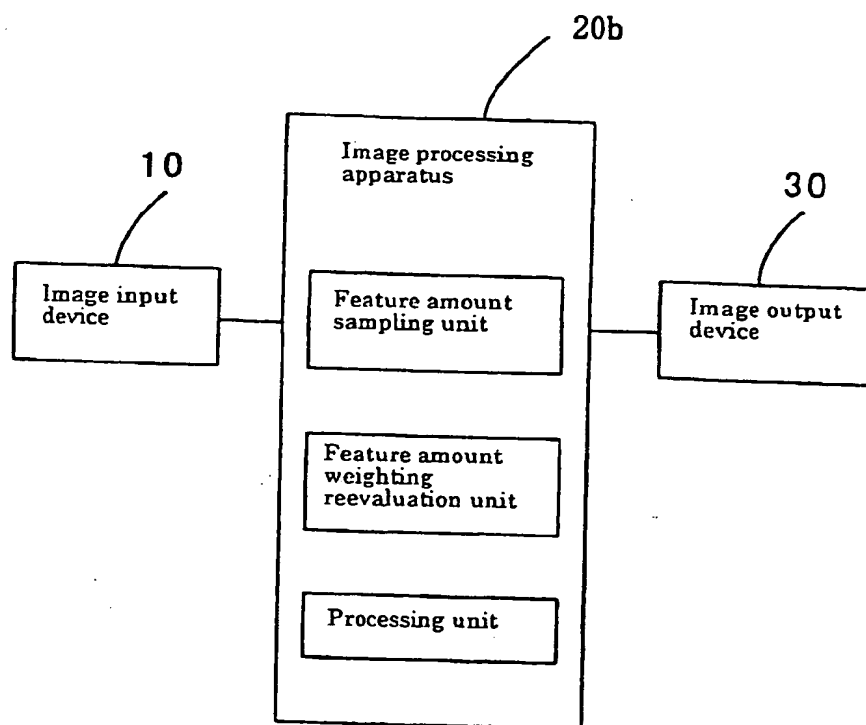 20b
Image processing
apparatus
10
30
Image input
device
Feature amount
sampling unit
Image output
device
Feature amount
weighting
reevaluation unit
Processing unit